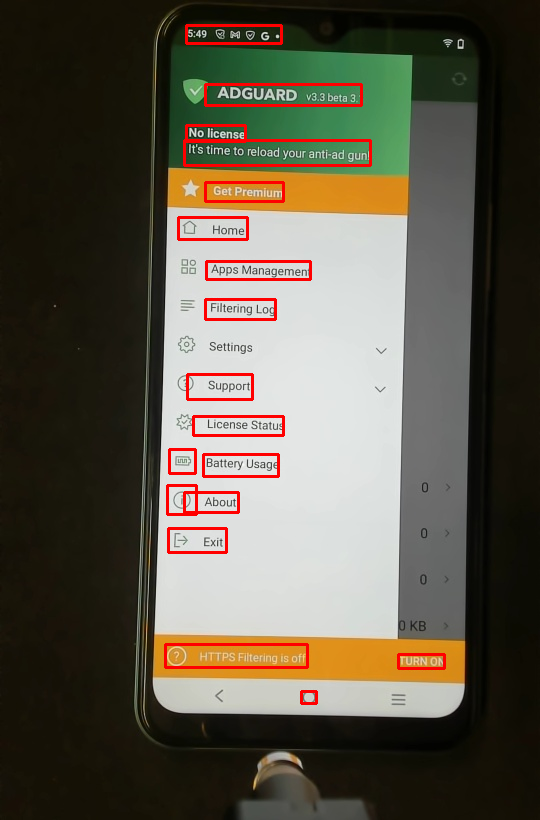 5:49
ADGUARD v3.3 beta 3
No license
It's time to reload your anti-ad gun!
Get Premium
Home
Apps Management
Filtering Log
Settings
Support
License Status
Battery Usage
0
About
0
Exit
0
0 KB
HTTPS Filtering is off TURN ON